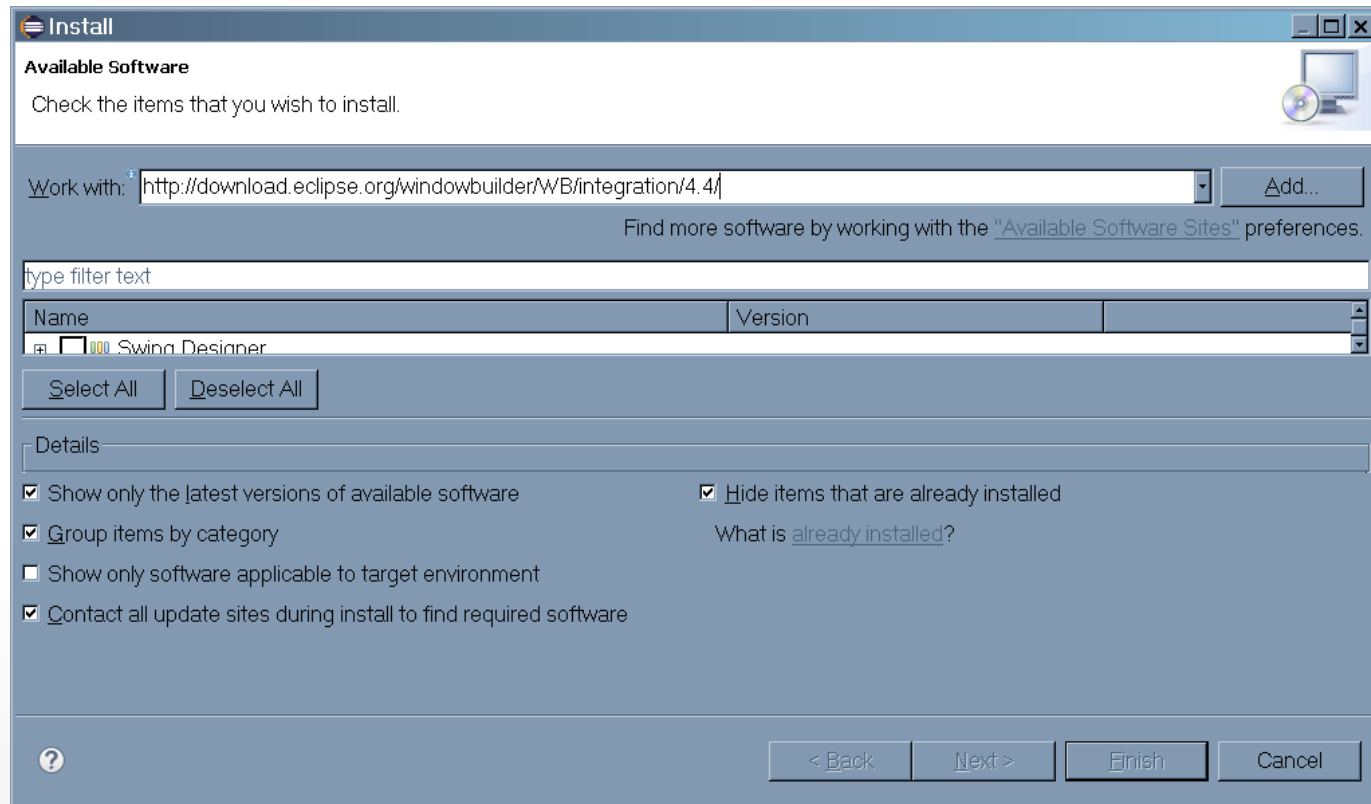 Install
Available Software
Check the items that you wish to install.
Work with: http://download.eclipse.org/windowbuilder/WB/integration/4.4/ Add...
Find more software by working with the "Available Software Sites" preferences.
type filter text
Name Version
Swing Designer
Select All Deselect All
Details
Show only the latest versions of available software Hide items that are already installed
Group items by category What is already installed?
Show only software applicable to target environment
Contact all update sites during install to find required software
? < Back Next > Finish Cancel